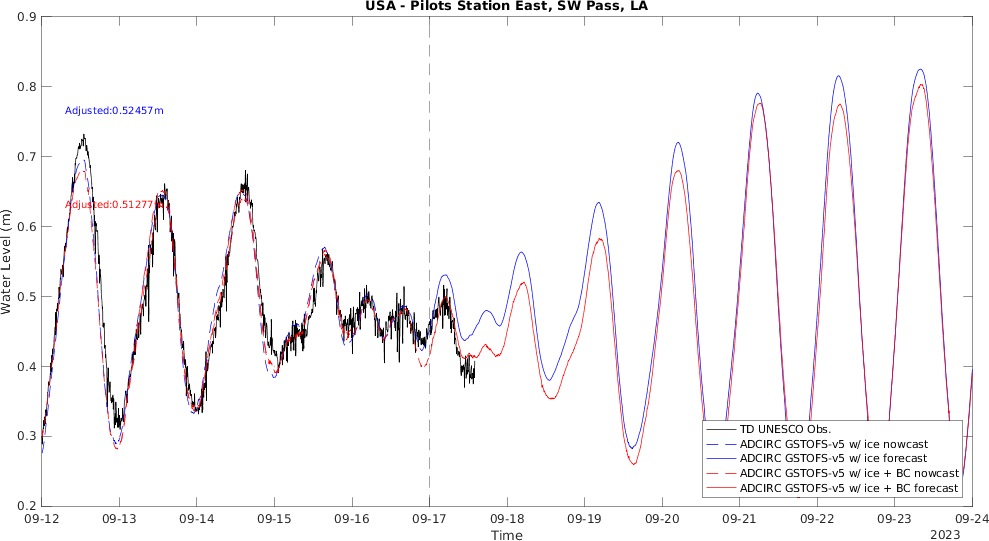 USA - Pilots Station East, SW Pass, LA
0.9
0.8
0.7
0.6
0.5
0.4
0.3
0.2
Water Level (m)
Adjusted:0.52457m
Adjusted:0.51277
TD UNESCO Obs.
ADCIRC GSTOFS-v5 w/ ice nowcast
ADCIRC GSTOFS-v5 w/ ice forecast
ADCIRC GSTOFS-v5 w/ ice + BC nowcast
ADCIRC GSTOFS-v5 w/ ice + BC forecast
09-12 09-13 09-14 09-15 09-16 09-17 09-18 09-19 09-20 09-21 09-22 09-23 09-24
Time
2023